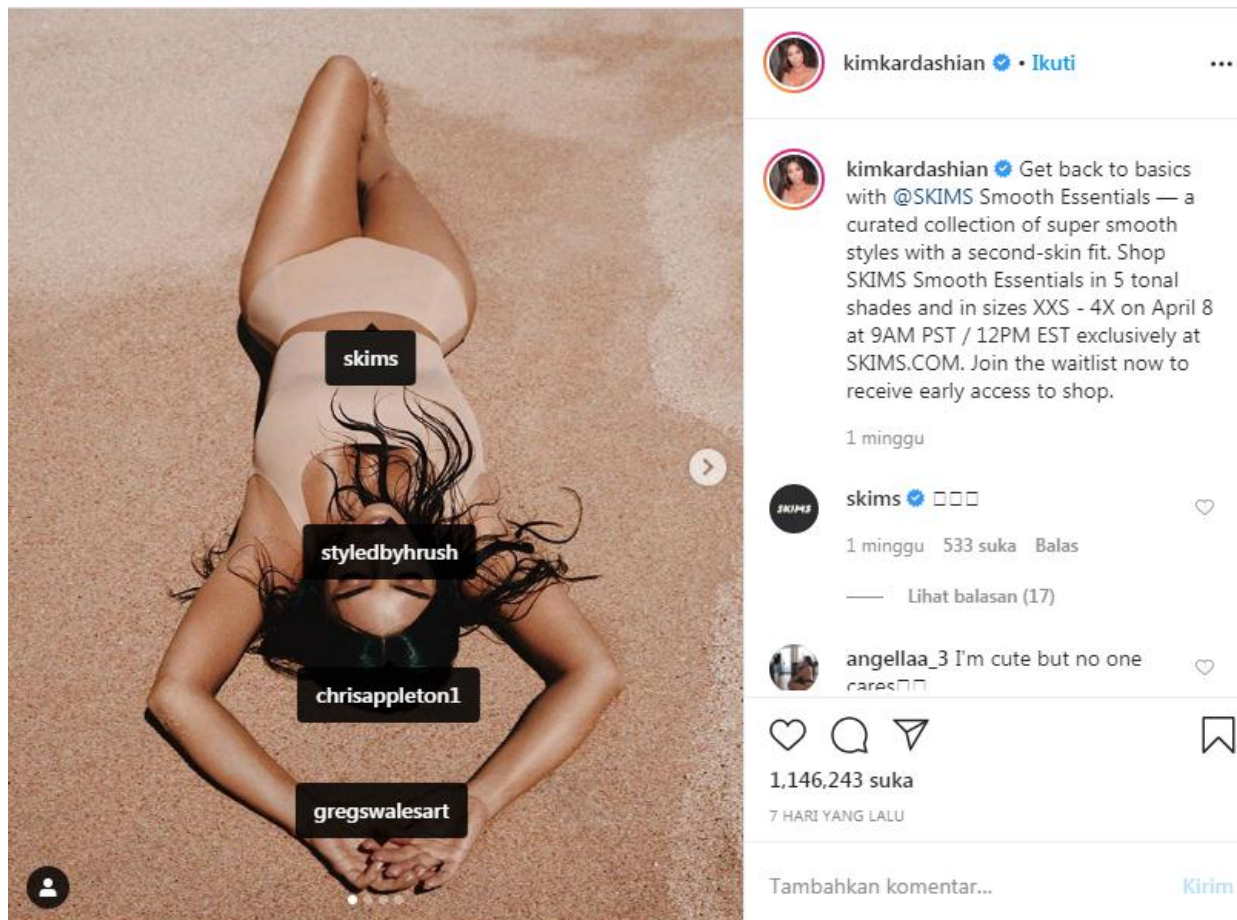 skims
styledbyhrush
chrisappleton1
gregswalesart
kimkardashian • Ikuti
kimkardashian Get back to basics
with @SKIMS Smooth Essentials — a
curated collection of super smooth
styles with a second-skin fit. Shop
SKIMS Smooth Essentials in 5 tonal
shades and in sizes XXS - 4X on April 8
at 9AM PST / 12PM EST exclusively at
SKIMS.COM. Join the waitlist now to
receive early access to shop.
1 minggu
SKIMS
skims □□□
1 minggu 533 suka Balas
Lihat balasan (17)
angellaa_3 I'm cute but no one
cares□□
1,146,243 suka
7 HARI YANG LALU
Tambahkan komentar... Kirim